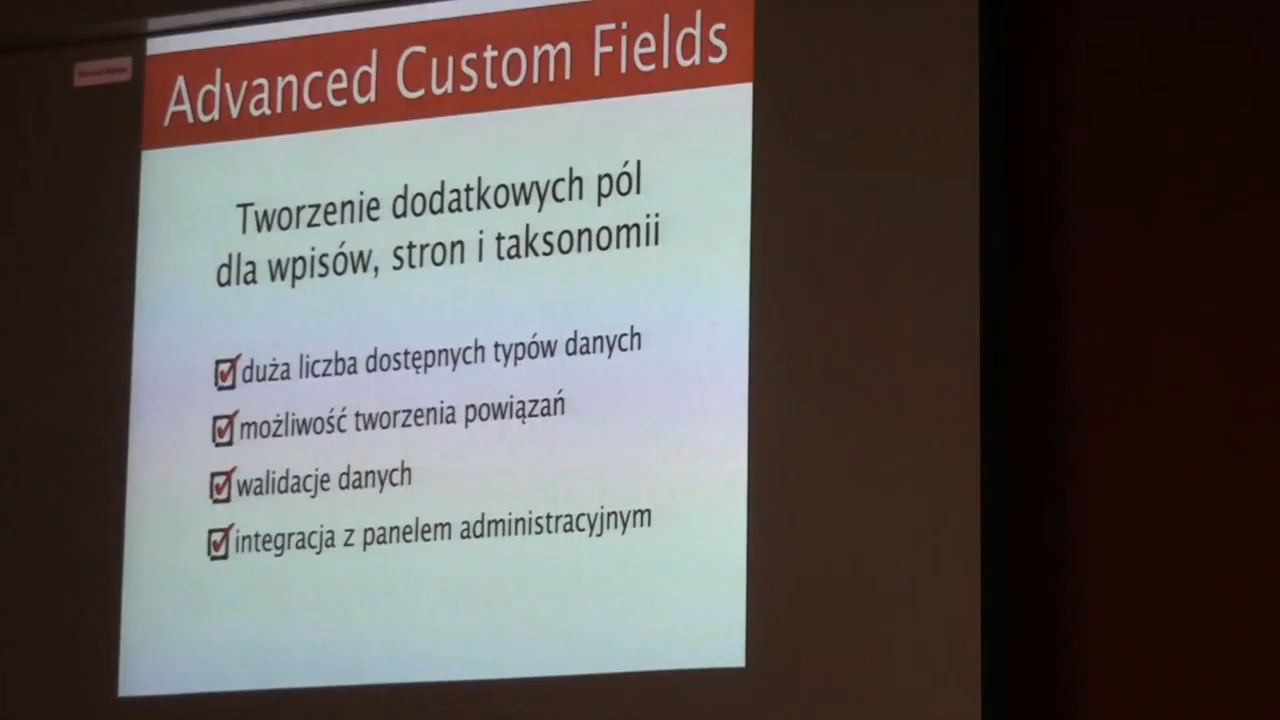 Advanced Custom Fields
Tworzenie dodatkowych pól
dla wpisów, stron i taksonomii
duża liczba dostępnych typów danych
możliwość tworzenia powiązań
walidacje danych
integracja z panelem administracyjnym